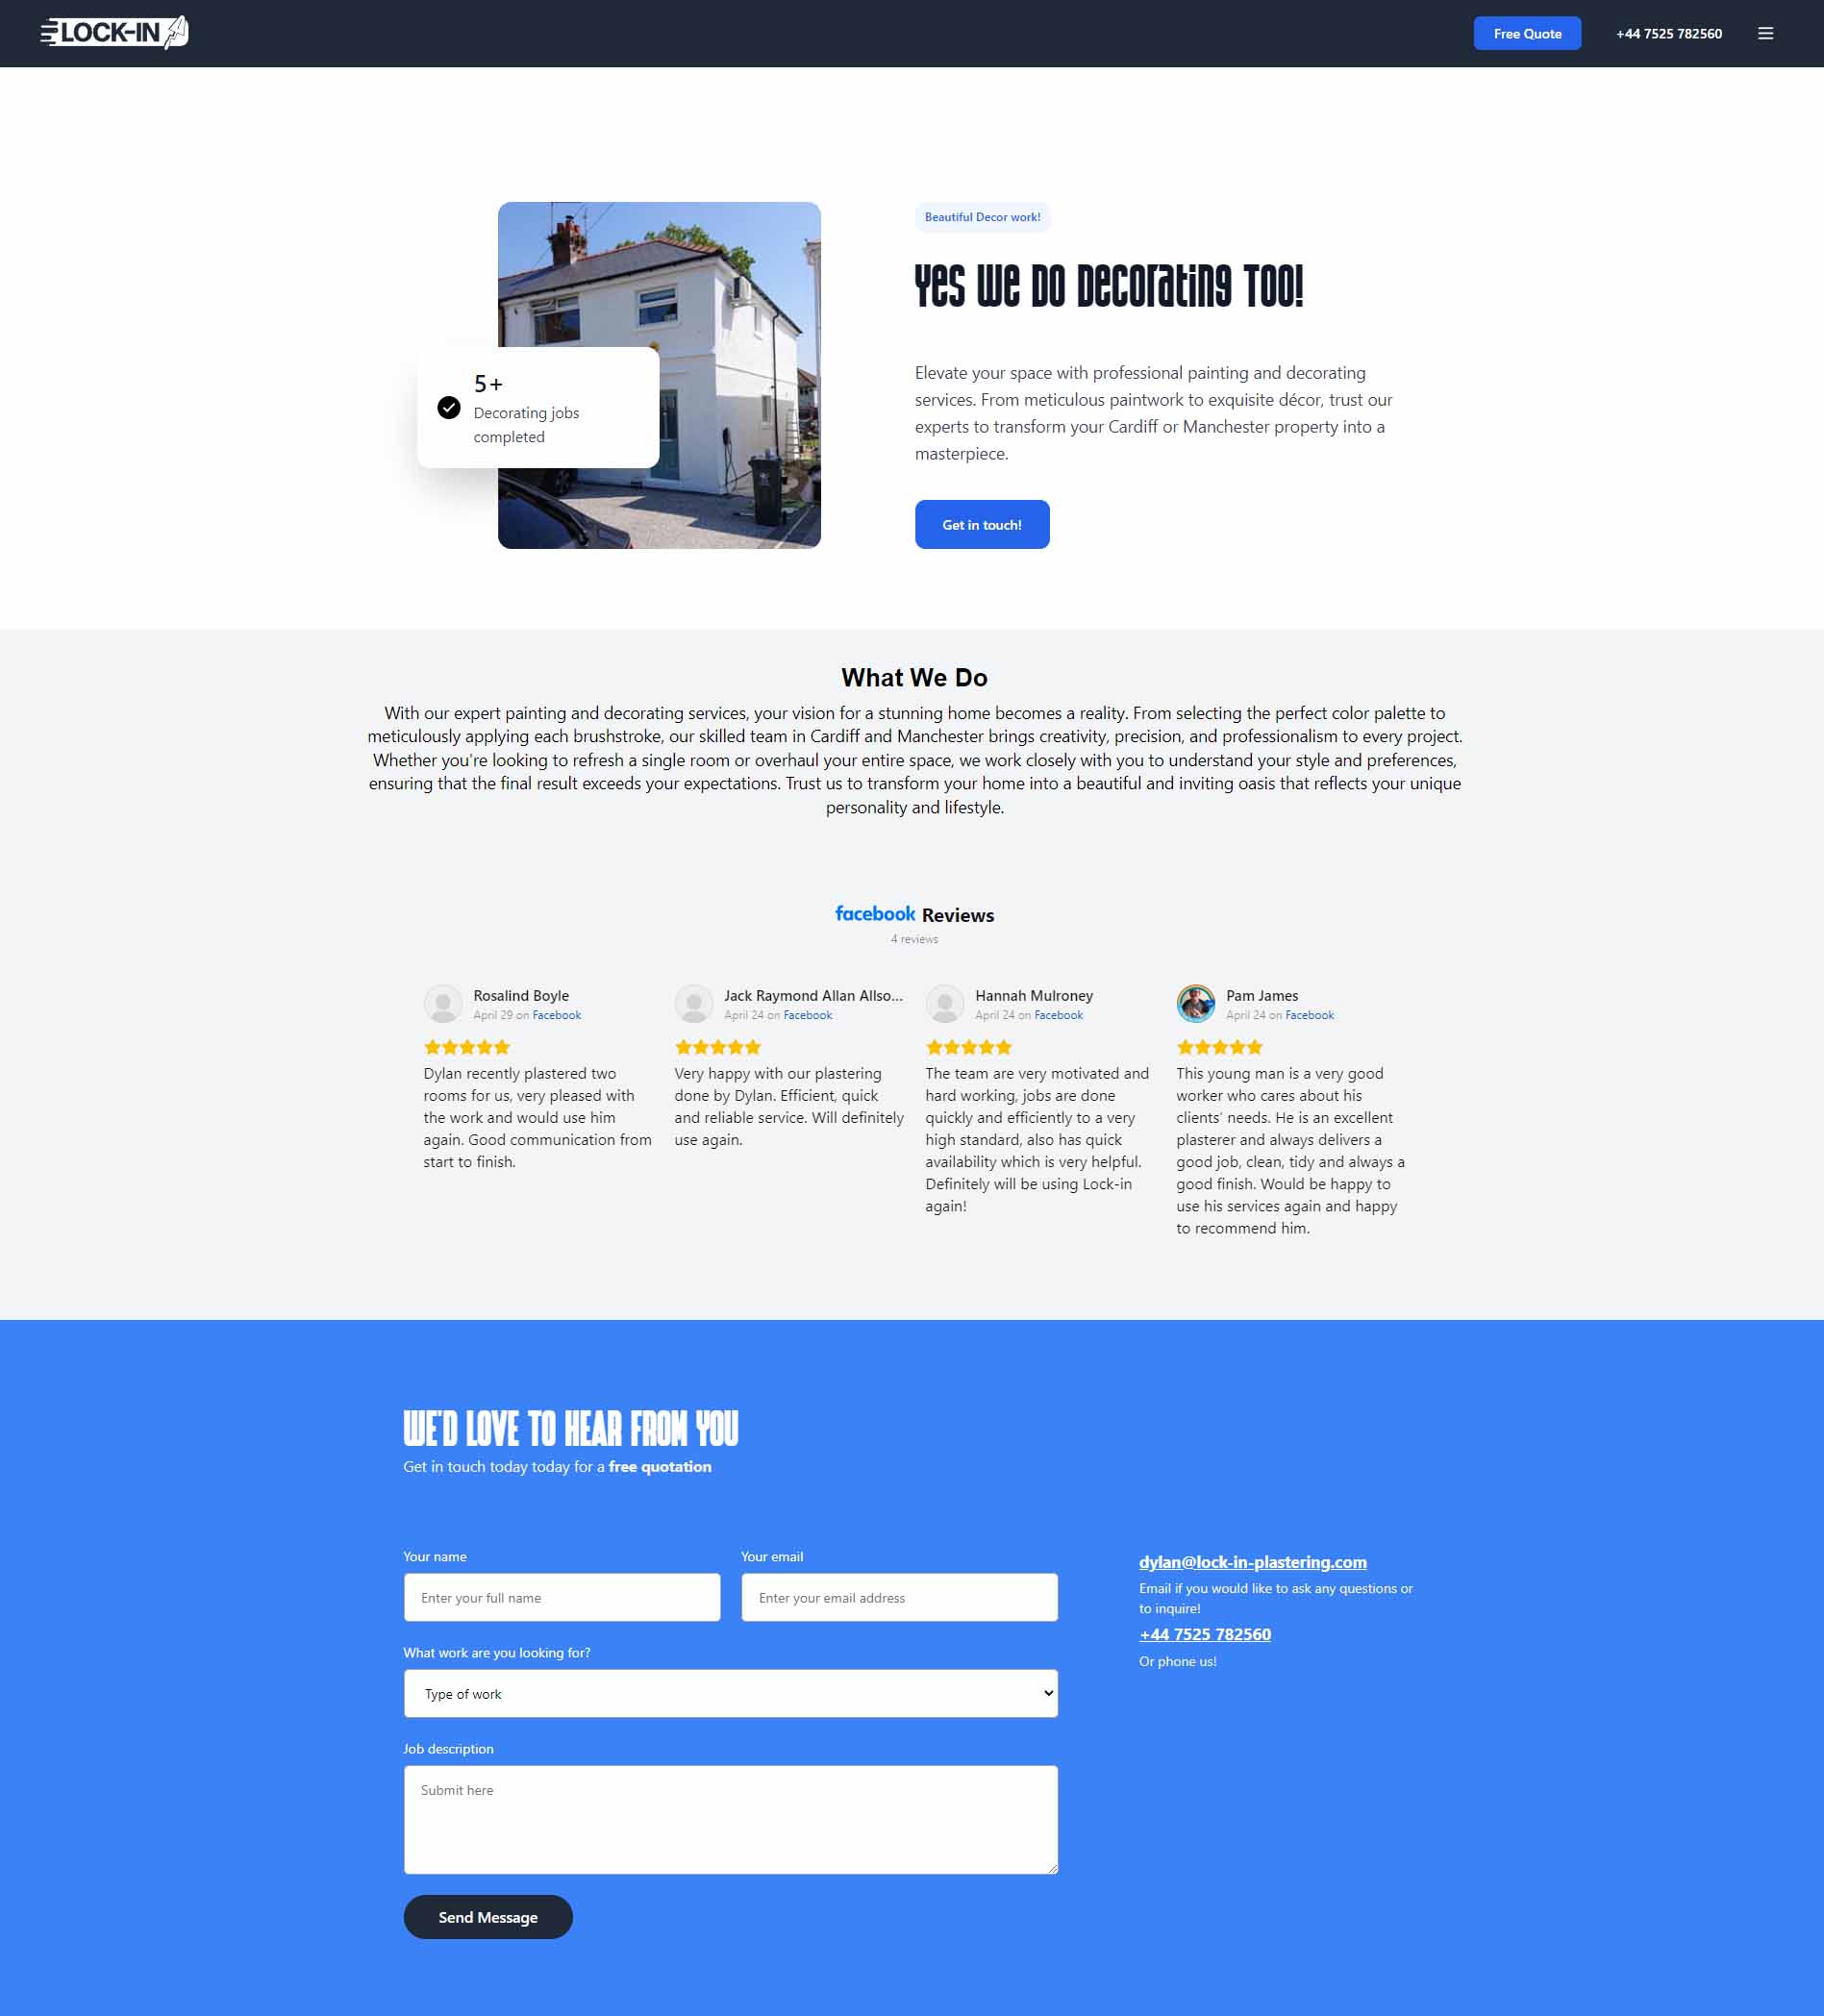 LOCK-IN
Free Quote
+44 7525 782560
Beautiful Decor work!
Yes We Do Decorating Too!
5+
Decorating jobs
completed
Elevate your space with professional painting and decorating
services. From meticulous paintwork to exquisite décor, trust our
experts to transform your Cardiff or Manchester property into a
masterpiece.
Get in touch!
What We Do
With our expert painting and decorating services, your vision for a stunning home becomes a reality. From selecting the perfect color palette to
meticulously applying each brushstroke, our skilled team in Cardiff and Manchester brings creativity, precision, and professionalism to every project.
Whether you're looking to refresh a single room or overhaul your entire space, we work closely with you to understand your style and preferences,
ensuring that the final result exceeds your expectations. Trust us to transform your home into a beautiful and inviting oasis that reflects your unique
personality and lifestyle.
facebook Reviews
4 reviews
Rosalind Boyle
April 29 on Facebook
Dylan recently plastered two
rooms for us, very pleased with
the work and would use him
again. Good communication from
start to finish.
Jack Raymond Allan Allso...
April 24 on Facebook
Very happy with our plastering
done by Dylan. Efficient, quick
and reliable service. Will definitely
use again.
Hannah Mulroney
April 24 on Facebook
The team are very motivated and
hard working, jobs are done
quickly and efficiently to a very
high standard, also has quick
availability which is very helpful.
Definitely will be using Lock-in
again!
Pam James
April 24 on Facebook
This young man is a very good
worker who cares about his
clients' needs. He is an excellent
plasterer and always delivers a
good job, clean, tidy and always a
good finish. Would be happy to
use his services again and happy
to recommend him.
WE'D LOVE TO HEAR FROM YOU
Get in touch today today for a free quotation
Your name
Enter your full name
Your email
Enter your email address
What work are you looking for?
Type of work
Job description
Submit here
Send Message
dylan@lock-in-plastering.com
Email if you would like to ask any questions or
to inquire!
+44 7525 782560
Or phone us!